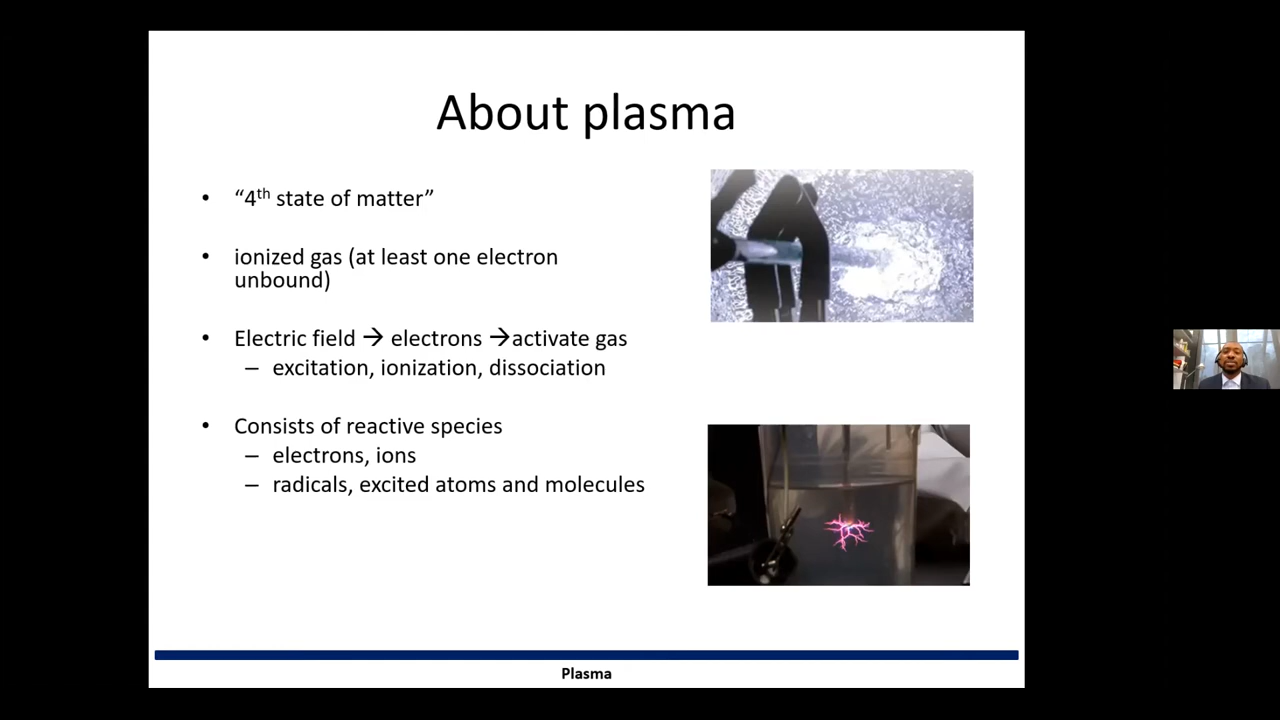 About plasma
• “4th state of matter”
• ionized gas (at least one electron
unbound)
• Electric field → electrons →activate gas
– excitation, ionization, dissociation
• Consists of reactive species
– electrons, ions
– radicals, excited atoms and molecules
Plasma